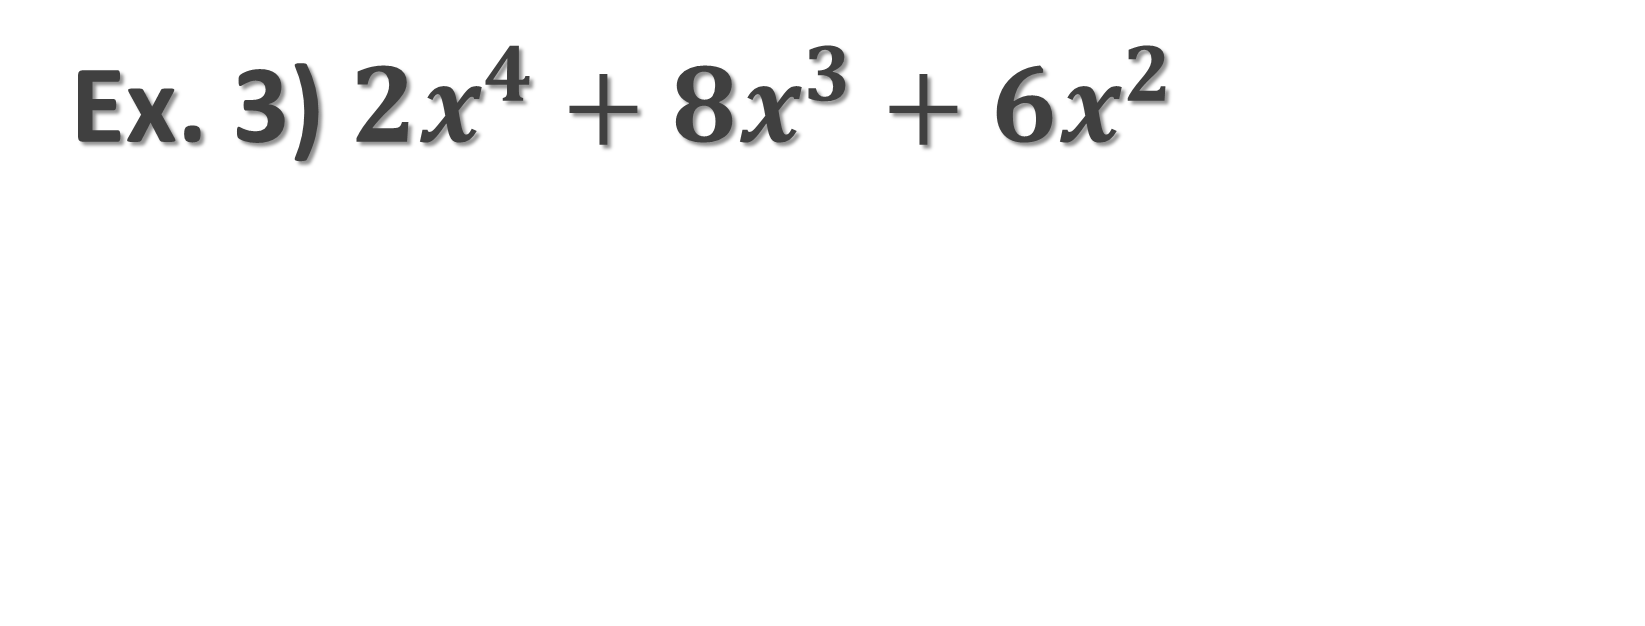 Ex. 3) 2x⁴ + 8x³ + 6x²